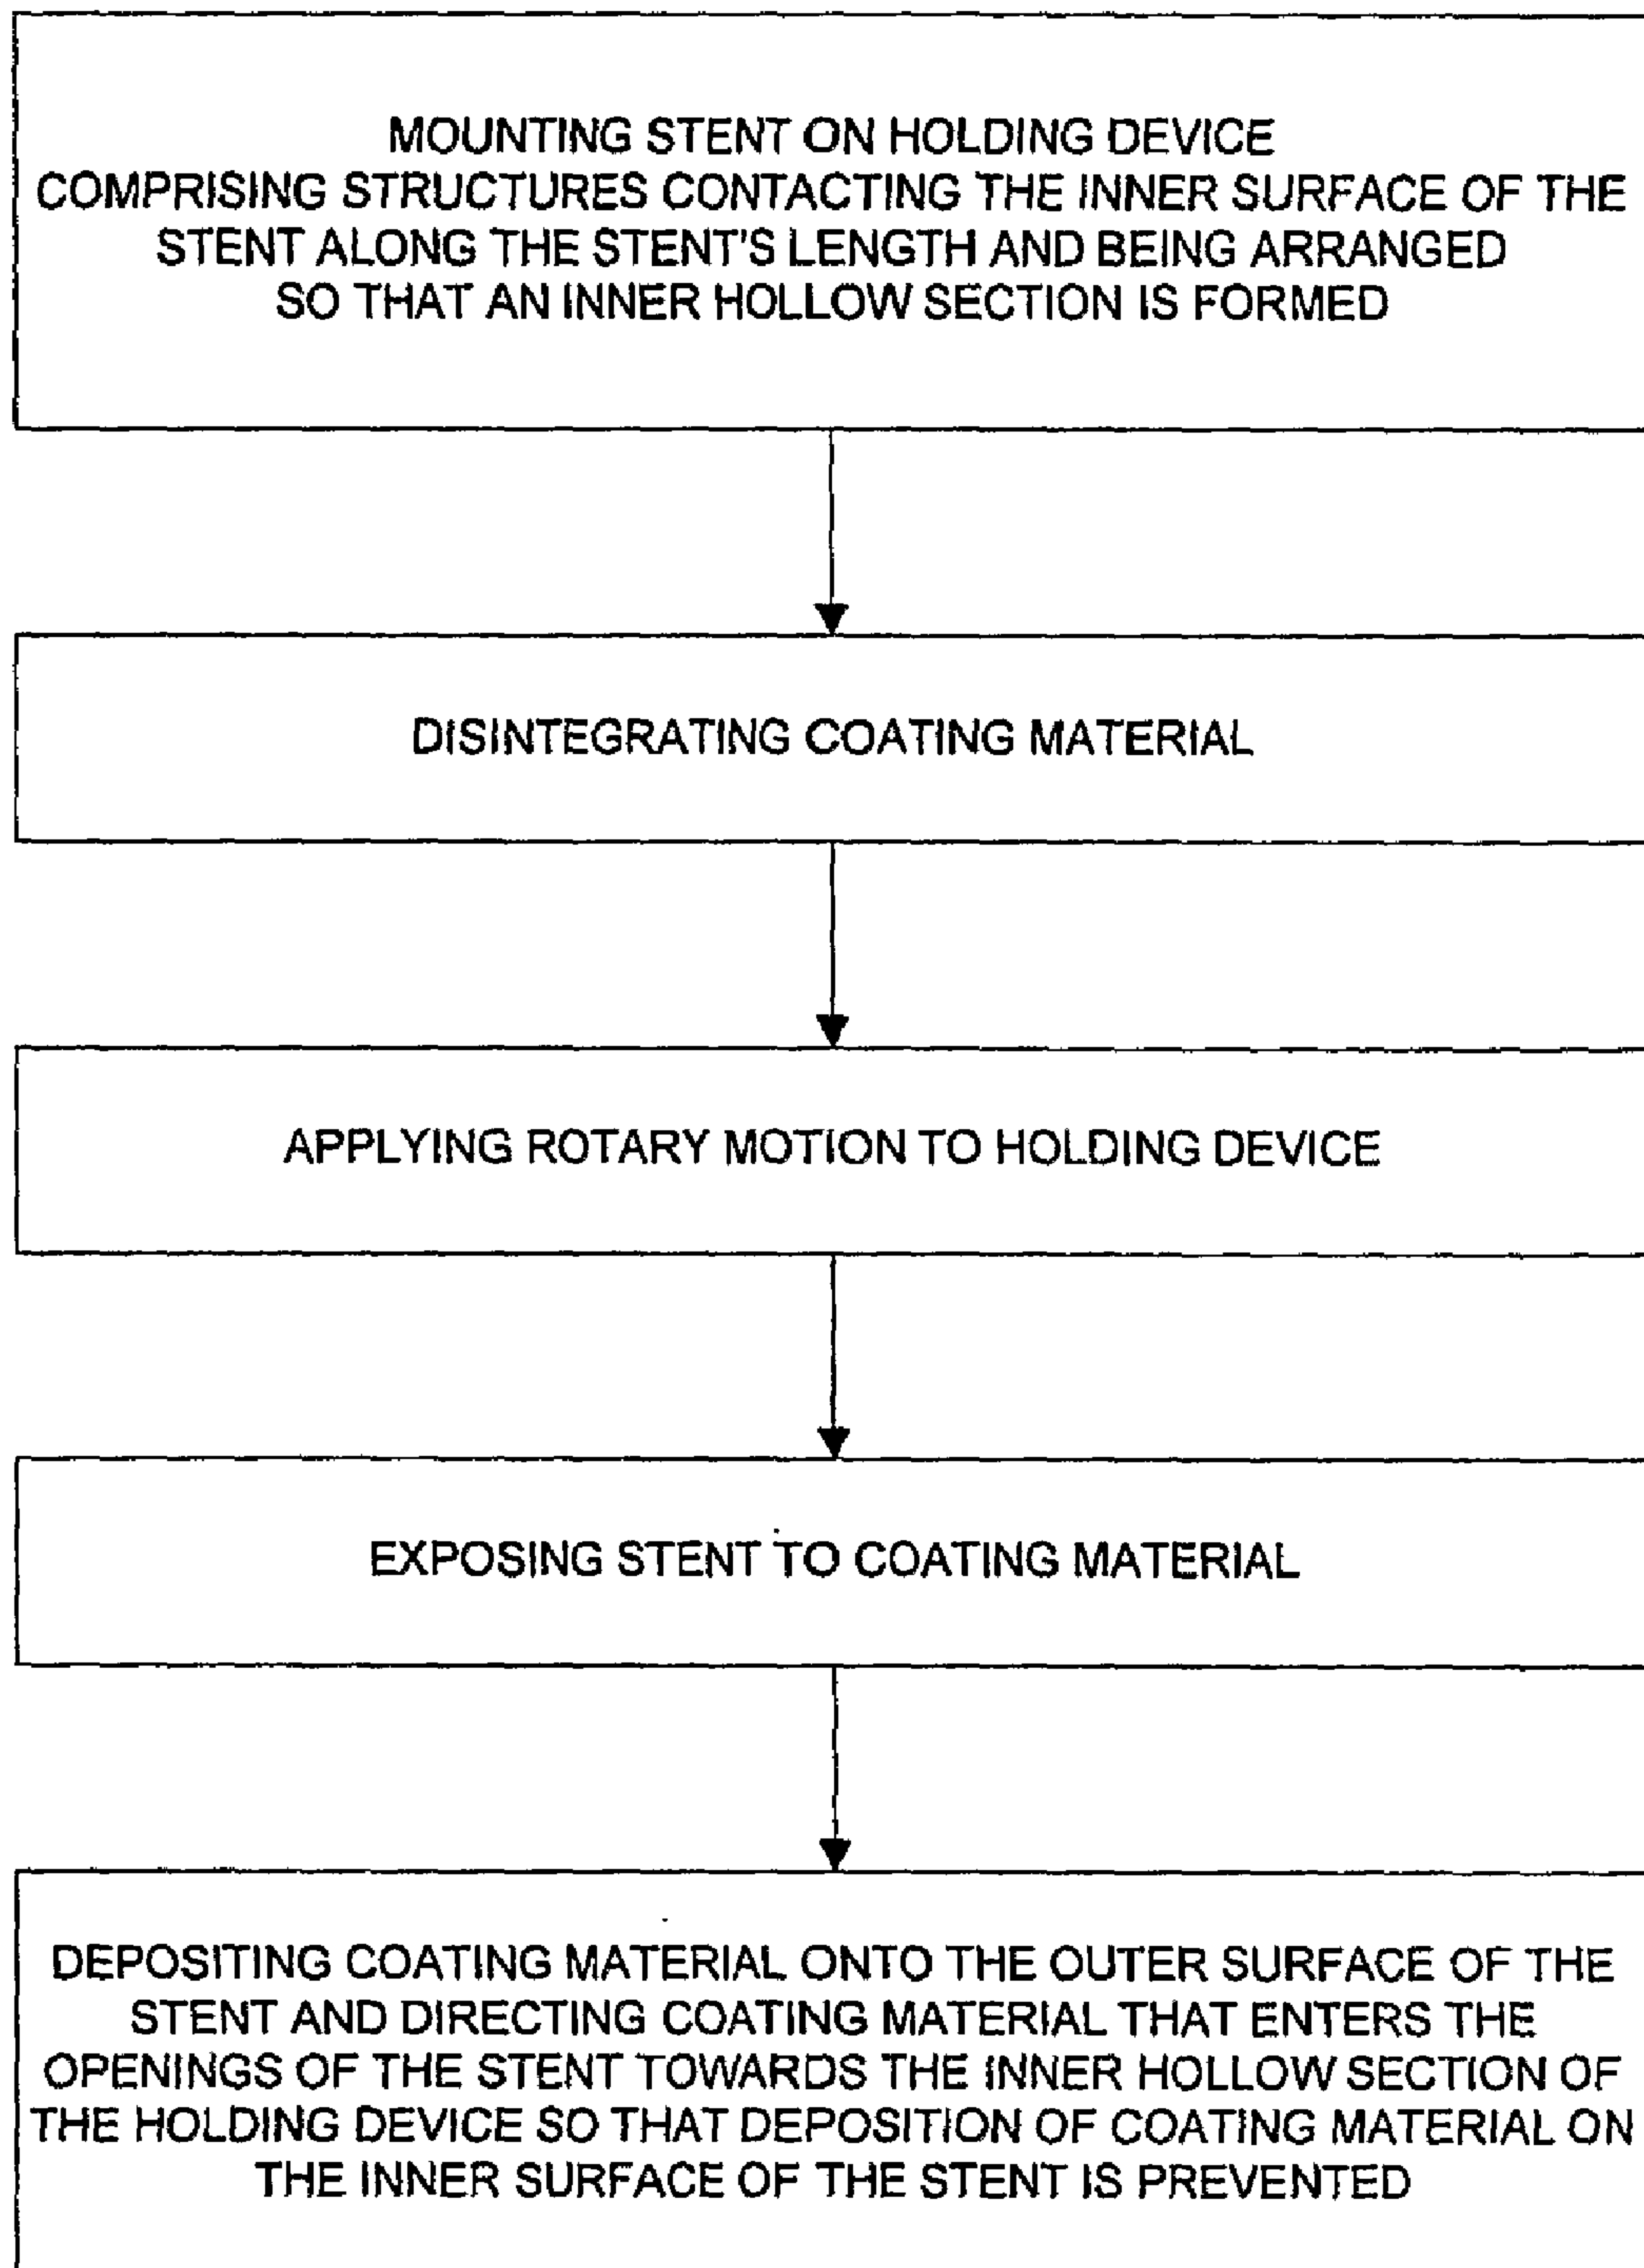 MOUNTING STENT ON HOLDING DEVICE
COMPRISING STRUCTURES CONTACTING THE INNER SURFACE OF THE
STENT ALONG THE STENT'S LENGTH AND BEING ARRANGED
SO THAT AN INNER HOLLOW SECTION IS FORMED
DISINTEGRATING COATING MATERIAL
APPLYING ROTARY MOTION TO HOLDING DEVICE
EXPOSING STENT TO COATING MATERIAL
DEPOSITING COATING MATERIAL ONTO THE OUTER SURFACE OF THE
STENT AND DIRECTING COATING MATERIAL THAT ENTERS THE
OPENINGS OF THE STENT TOWARDS THE INNER HOLLOW SECTION OF
THE HOLDING DEVICE SO THAT DEPOSITION OF COATING MATERIAL ON
THE INNER SURFACE OF THE STENT IS PREVENTED